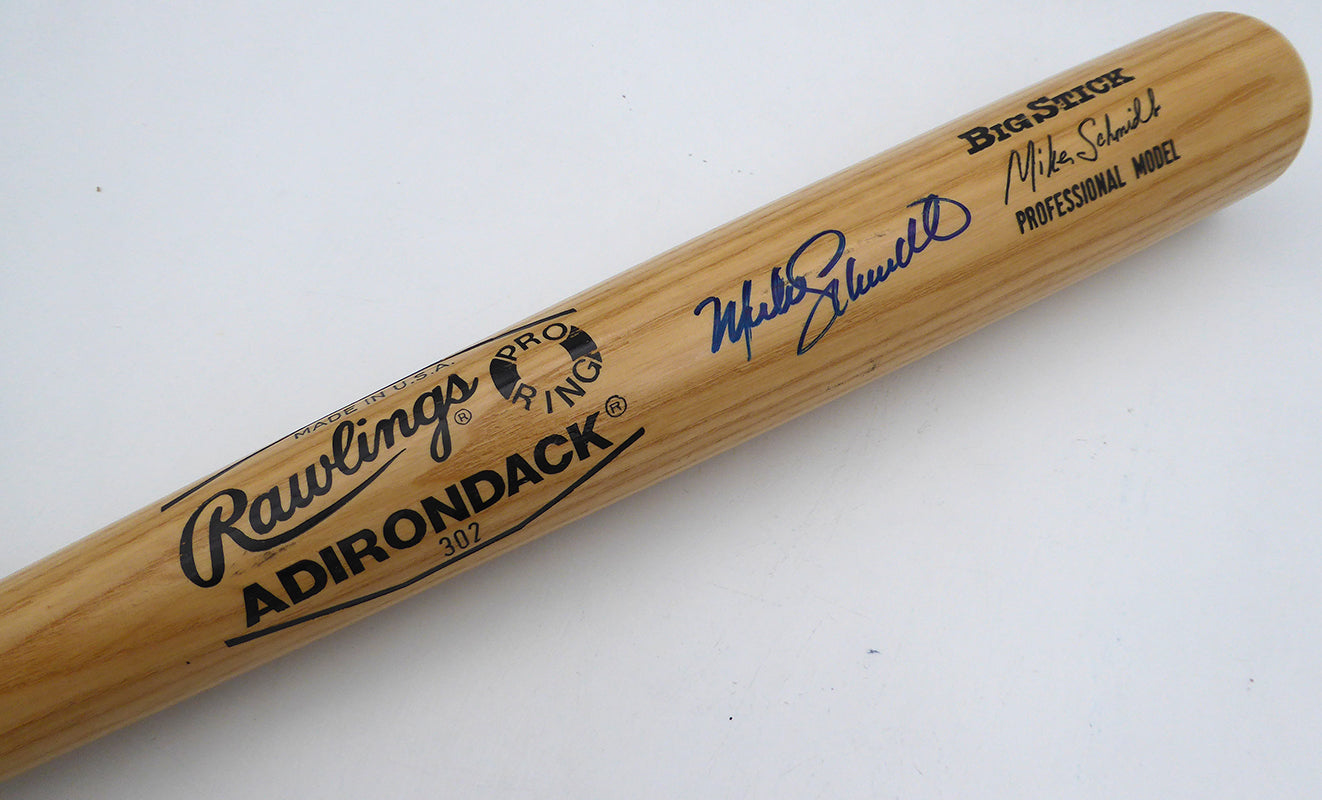 MADE IN U.S.A.
Rawlings®
PRO RING
ADIRONDACK®
302
Mike Schmidt
BIG STICK
Mike Schmidt
PROFESSIONAL MODEL